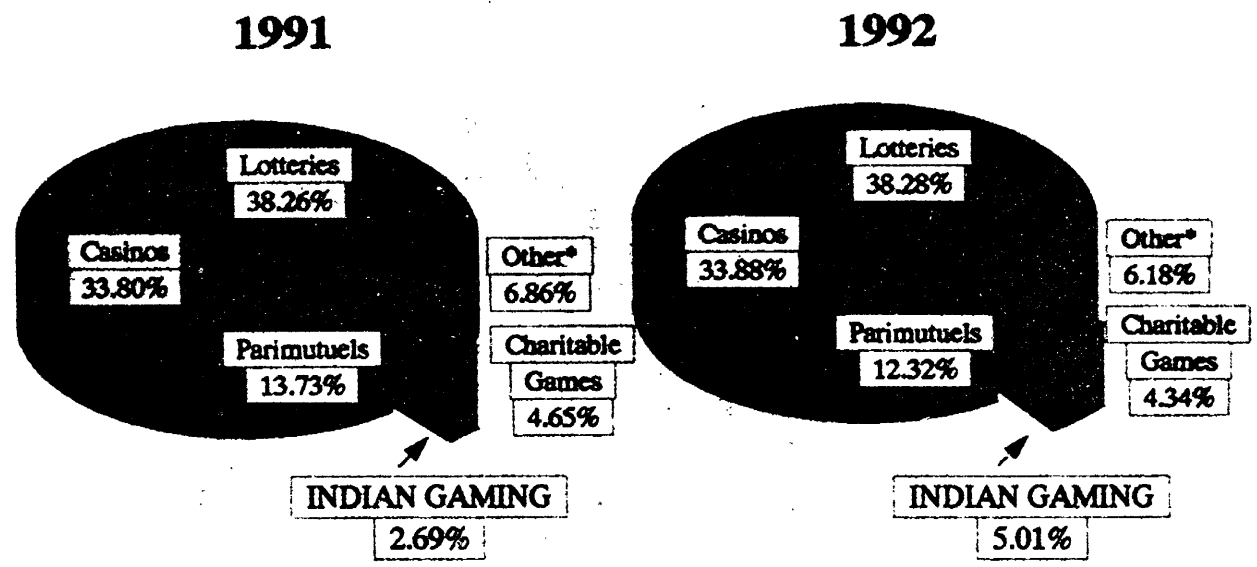 1991
Lotteries
38.26%
Casinos
33.80%
Other*
6.86%
Parimutuels
13.73%
Charitable
Games
4.65%
INDIAN GAMING
2.69%
1992
Lotteries
38.28%
Casinos
33.88%
Other*
6.18%
Parimutuels
12.32%
Charitable
Games
4.34%
INDIAN GAMING
5.01%